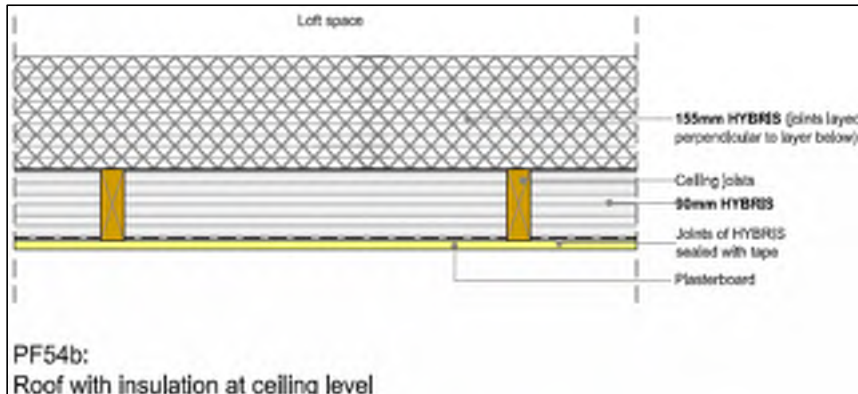 Loft space
155mm HYBRIS (joints layed
perpendicular to layer below)
Ceiling joists
90mm HYBRIS
Joints of HYBRIS
sealed with tape
Plasterboard
PF54b:
Roof with insulation at ceiling level